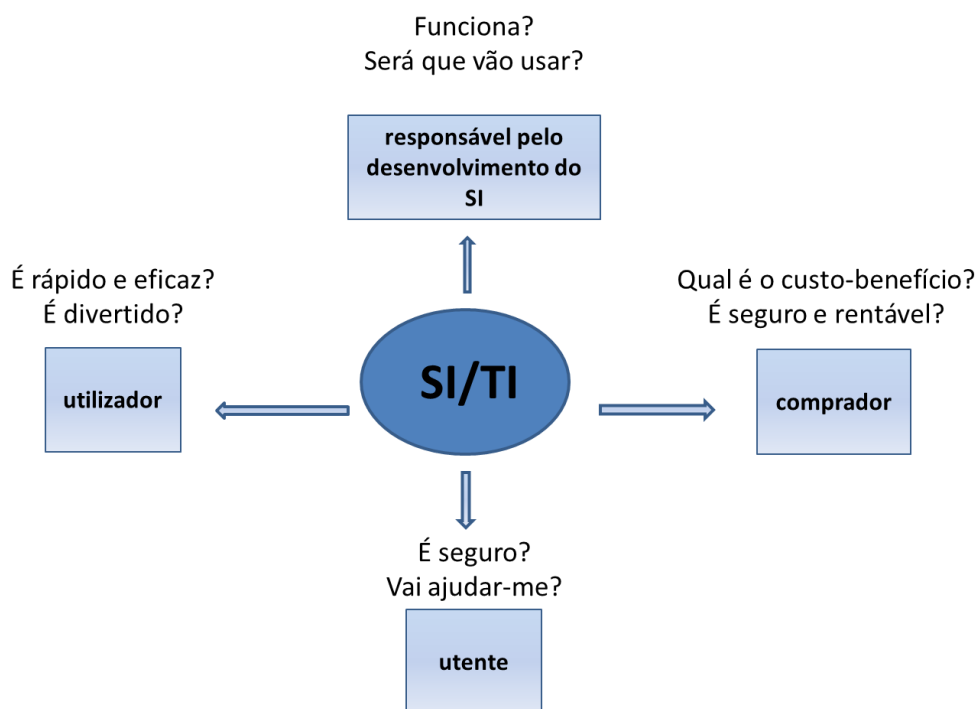 Funciona?
Será que vão usar?
responsável pelo
desenvolvimento do
SI
É rápido e eficaz?
É divertido?
utilizador
SI/TI
Qual é o custo-benefício?
É seguro e rentável?
comprador
É seguro?
Vai ajudar-me?
utente